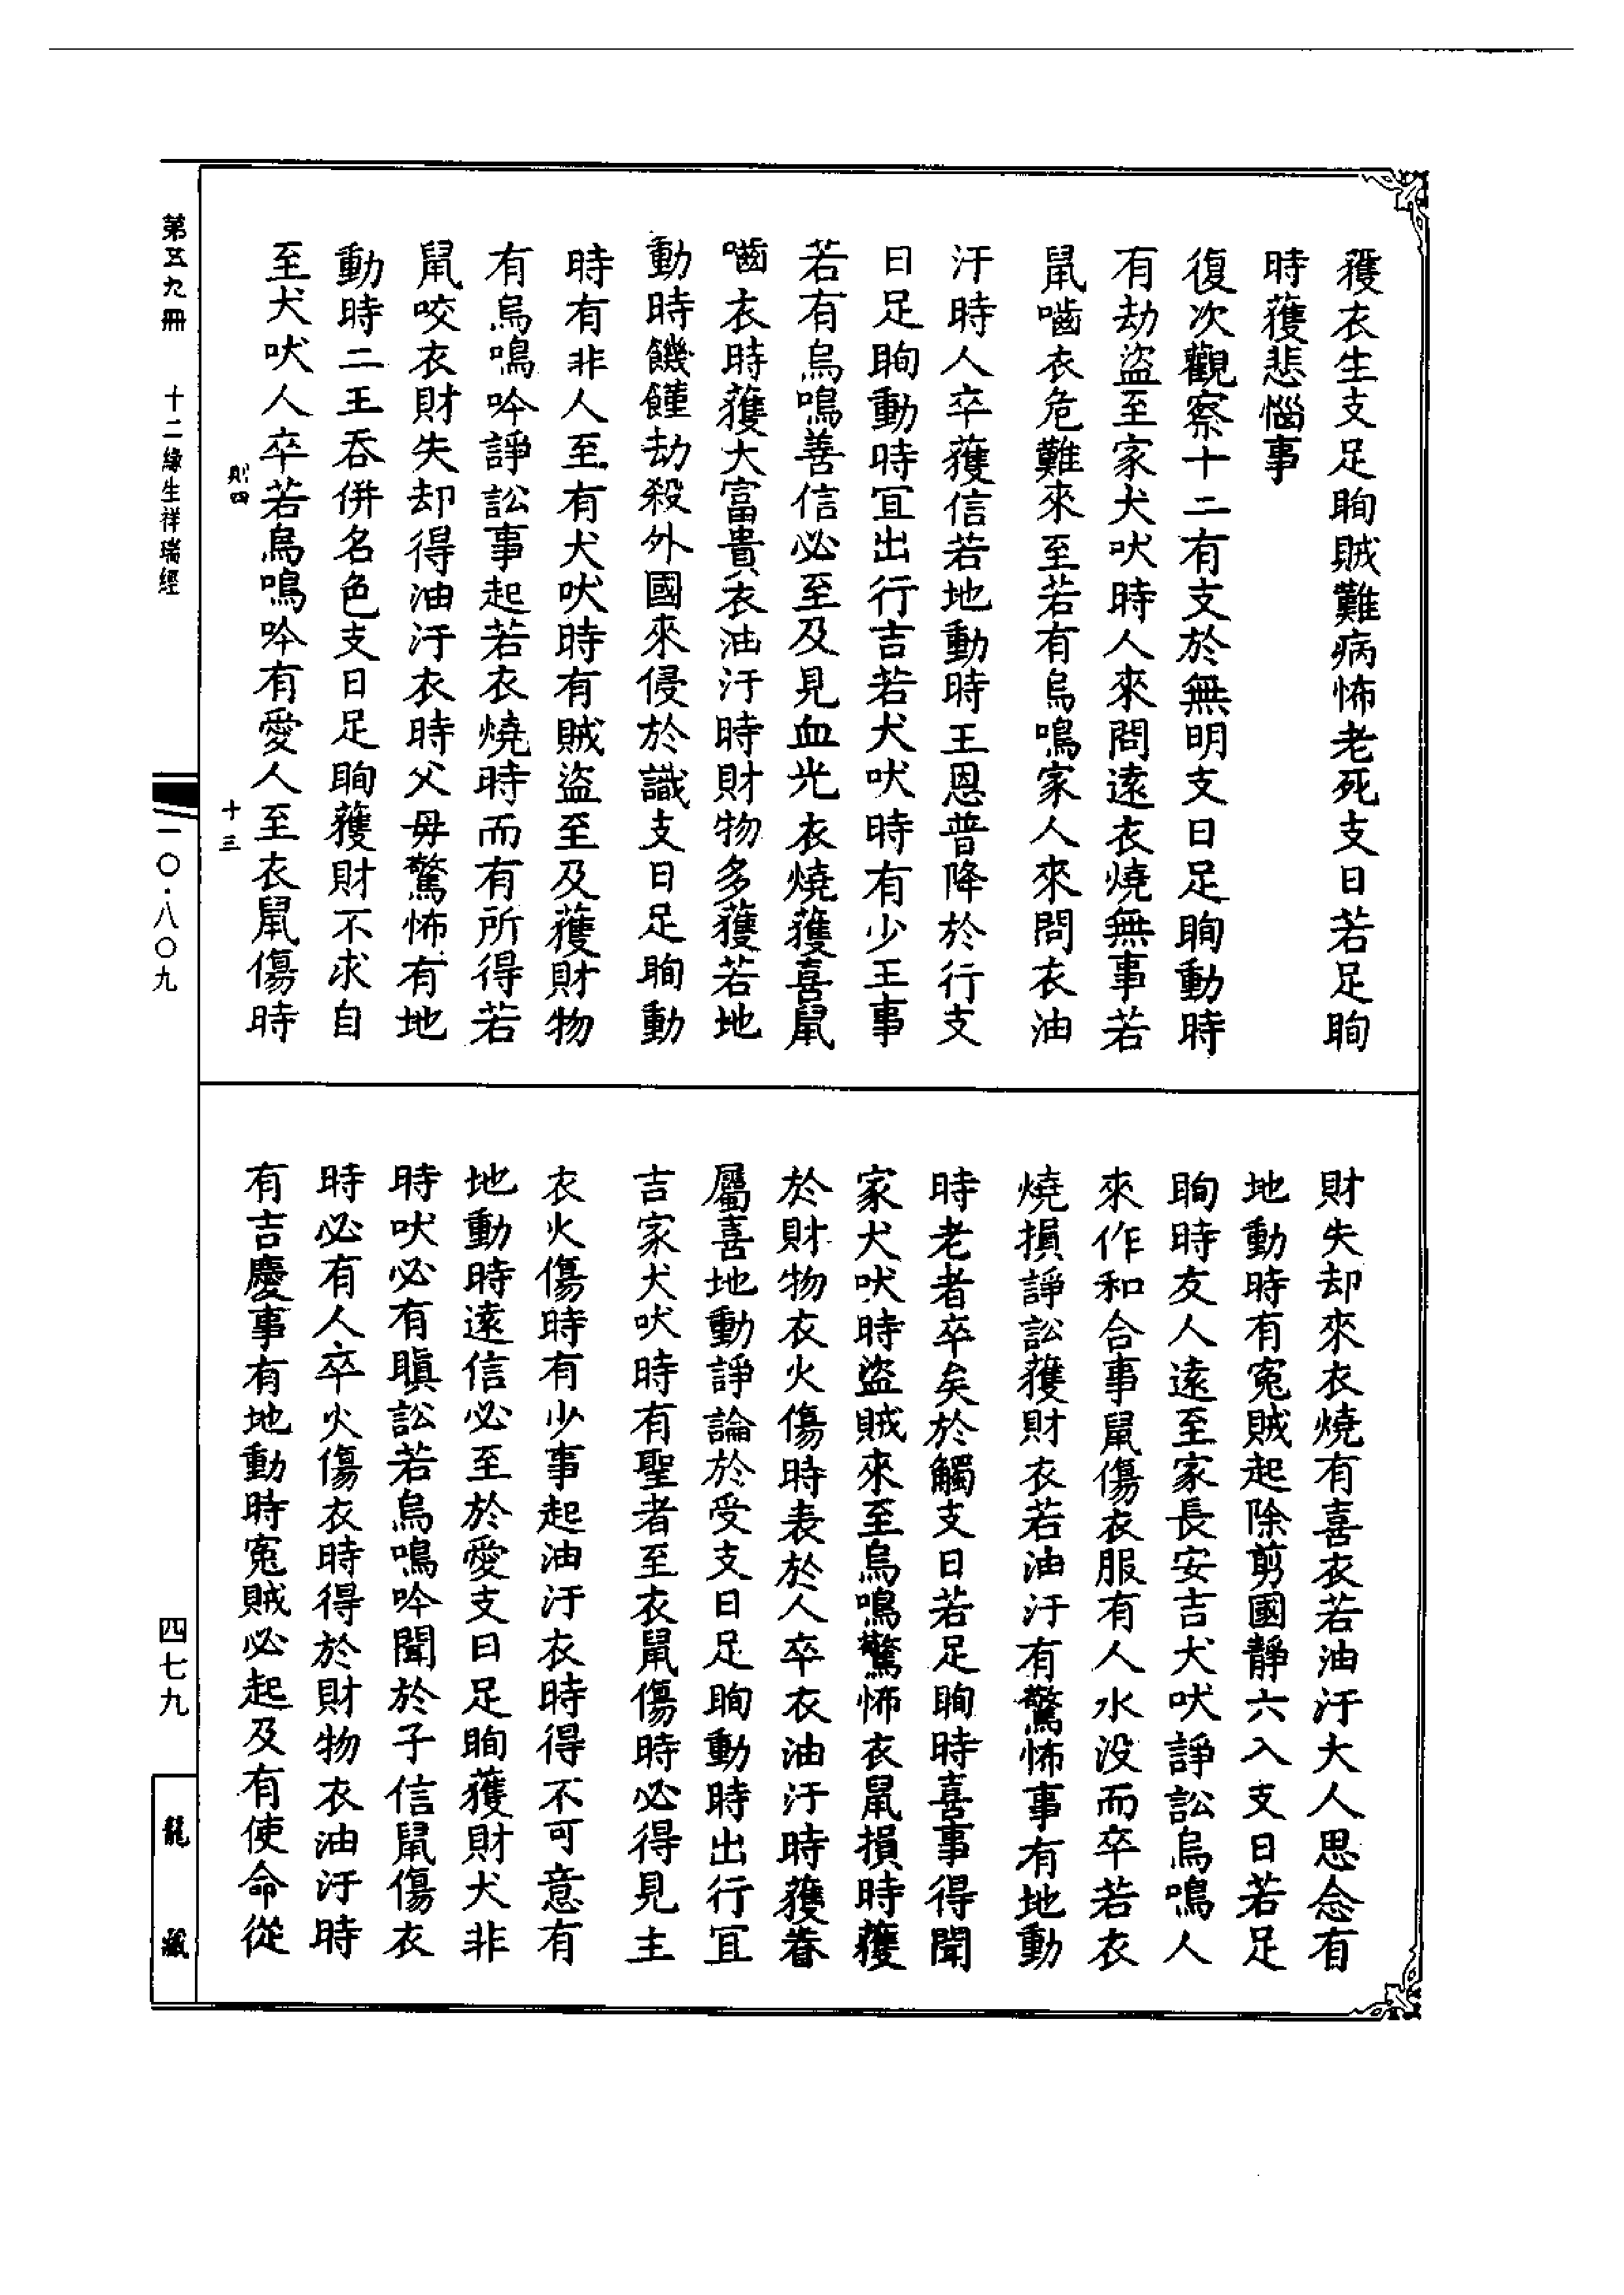 獲衣生支足眴賊難病怖老死支日若足眴
時獲悲惱事
復次觀察十二有支於無明支日足眴動時
有劫盜至家犬吠時人來問遠衣燒無事若
鼠嚙衣危難來至若有烏鳴家人來問衣油
汙時人卒獲信若地動時王恩普降於行支
日足眴動時宜出行吉若犬吠時有少王事
若有烏鳴善信必至及見血光衣燒獲喜鼠
嚙衣時獲大富貴衣油汙時財物多獲若地
動時饑饉劫殺外國來侵於識支日足眴動
時有非人至有犬吠時有賊盜至及獲財物
有烏鳴吟諍訟事起若衣燒時而有所得若
鼠咬衣財失却得油汙衣時父母驚怖有地
動時二王吞併名色支日足眴獲財不求自
至犬吠人卒若烏鳴吟有愛人至衣鼠傷時
則四
十三
財失却來衣燒有喜衣若油汙大人思念有
地動時有寃賊起除剪國靜六入支日若足
眴時友人遠至家長安吉犬吠諍訟烏鳴人
來作和合事鼠傷衣服有人水没而卒若衣
燒損諍訟獲財衣若油汙有驚怖事有地動
時老者卒矣於觸支日若足眴時喜事得聞
家犬吠時盜賊來至烏鳴驚怖衣鼠損時獲
於財物衣火傷時表於人卒衣油汙時獲眷
屬喜地動諍論於受支日足眴動時出行宜
吉家犬吠時有聖者至衣鼠傷時必得見主
衣火傷時有少事起油汙衣時得不可意有
地動時遠信必至於愛支日足眴獲財犬非
時吠必有瞋訟若烏鳴吟聞於子信鼠傷衣
時必有人卒火傷衣時得於財物衣油汙時
有吉慶事有地動時寃賊必起及有使命從
第五九冊 十二緣生祥瑞經
一〇·八〇九
四七九
龍藏